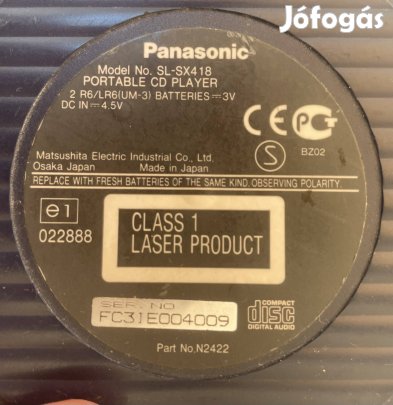 Jófogás
Panasonic
Model No. SL-SX418
PORTABLE CD PLAYER
2 R6/LR6(UM-3) BATTERIES ⎓ 3V
DC IN ⎓ 4.5V
CE PCT
S BZ02
Matsushita Electric Industrial Co., Ltd.
Osaka Japan Made in Japan
REPLACE WITH FRESH BATTERIES OF THE SAME KIND, OBSERVING POLARITY.
e1
022888
CLASS 1
LASER PRODUCT
SER. NO
FC31E004009
COMPACT
disc
DIGITAL AUDIO
Part No.N2422